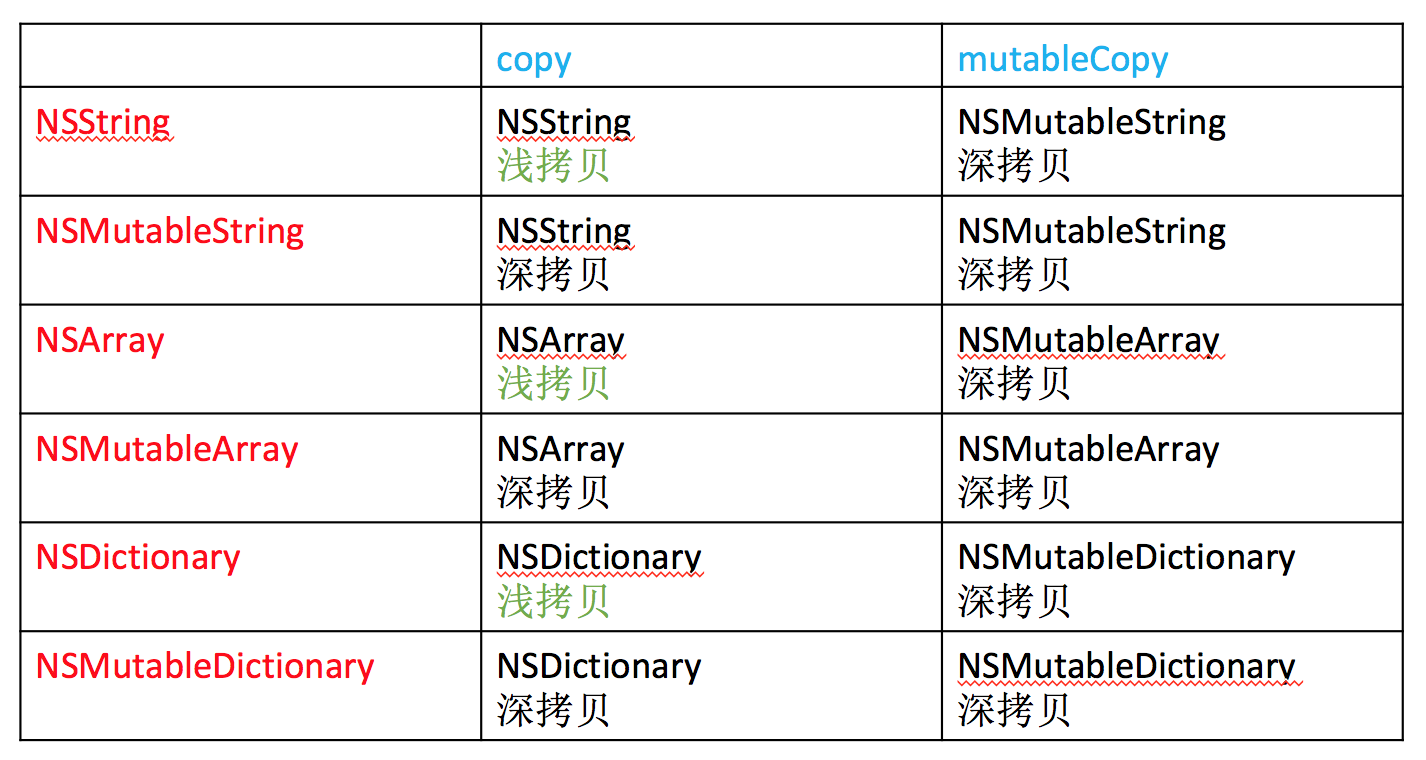 copy
mutableCopy
NSString
NSString
浅拷贝
NSMutableString
深拷贝
NSMutableString
NSString
深拷贝
NSMutableString
深拷贝
NSArray
NSArray
浅拷贝
NSMutableArray
深拷贝
NSMutableArray
NSArray
深拷贝
NSMutableArray
深拷贝
NSDictionary
NSDictionary
浅拷贝
NSMutableDictionary
深拷贝
NSMutableDictionary
NSDictionary
深拷贝
NSMutableDictionary
深拷贝